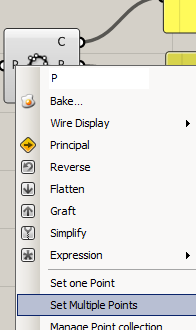 C
P
P
Bake...
Wire Display
Principal
Reverse
Flatten
Graft
Simplify
Expression
Set one Point
Set Multiple Points
Manage Point collection